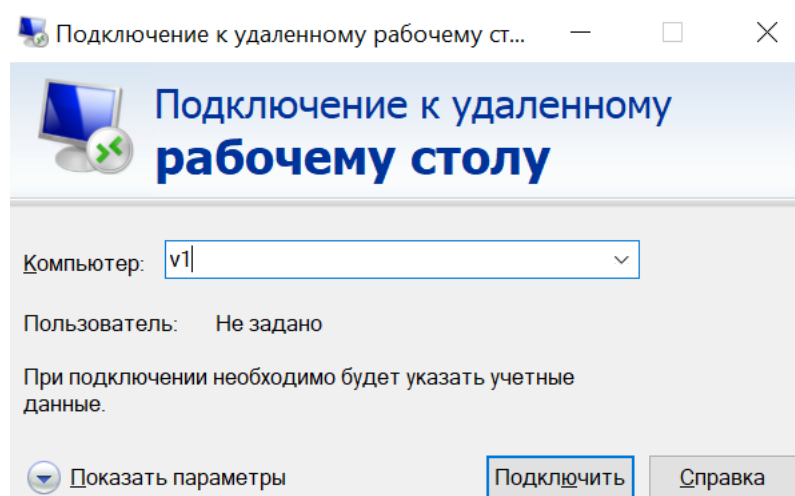 Подключение к удаленному рабочему ст...
Подключение к удаленному
рабочему столу
Компьютер: v1
Пользователь: Не задано
При подключении необходимо будет указать учетные
данные.
Показать параметры Подключить Справка